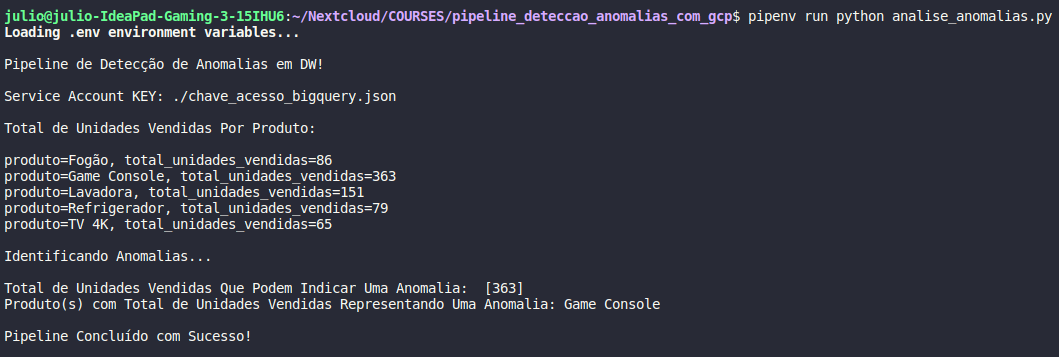 julio@julio-IdeaPad-Gaming-3-15IHU6:~/Nextcloud/COURSES/pipeline_deteccao_anomalias_com_gcp$ pipenv run python analise_anomalias.py
Loading .env environment variables...
Pipeline de Detecção de Anomalias em DW!
Service Account KEY: ./chave_acesso_bigquery.json
Total de Unidades Vendidas Por Produto:
produto=Fogão, total_unidades_vendidas=86
produto=Game Console, total_unidades_vendidas=363
produto=Lavadora, total_unidades_vendidas=151
produto=Refrigerador, total_unidades_vendidas=79
produto=TV 4K, total_unidades_vendidas=65
Identificando Anomalias...
Total de Unidades Vendidas Que Podem Indicar Uma Anomalia:  [363]
Produto(s) com Total de Unidades Vendidas Representando Uma Anomalia: Game Console
Pipeline Concluído com Sucesso!